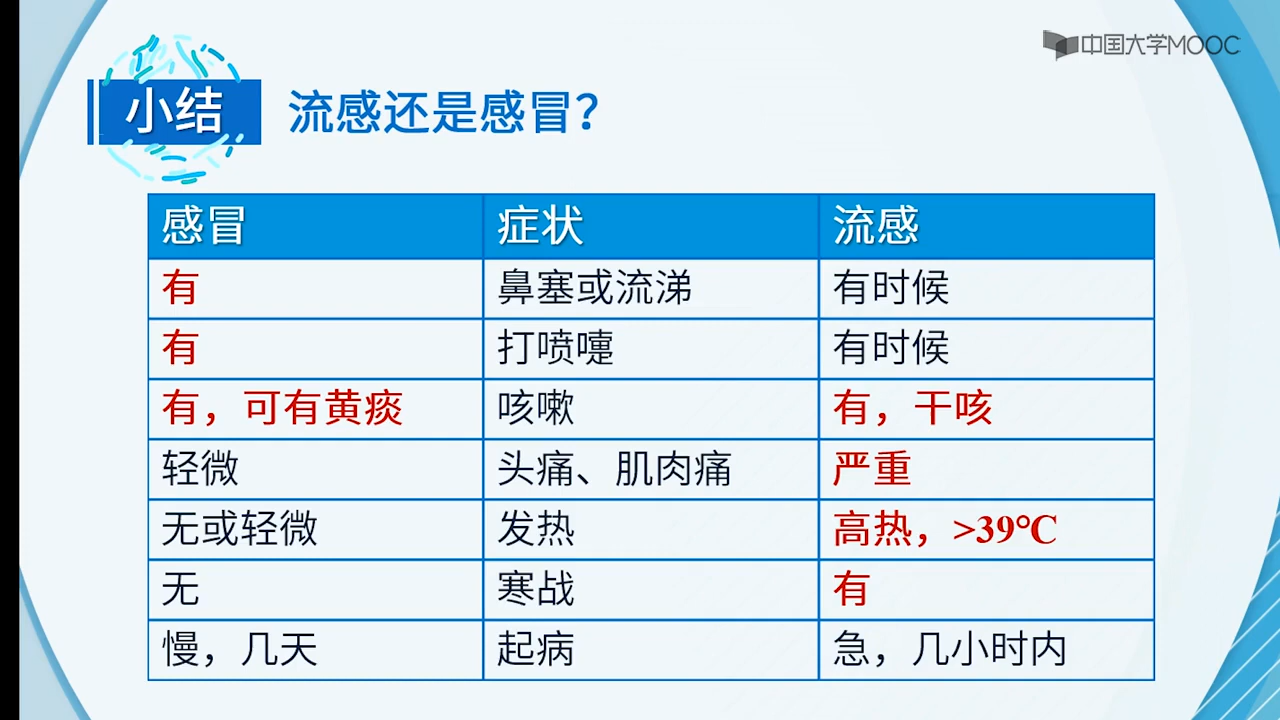 中国大学MOOC
小结 流感还是感冒？
感冒 症状 流感
有 鼻塞或流涕 有时候
有 打喷嚏 有时候
有，可有黄痰 咳嗽 有，干咳
轻微 头痛、肌肉痛 严重
无或轻微 发热 高热，>39℃
无 寒战 有
慢，几天 起病 急，几小时内